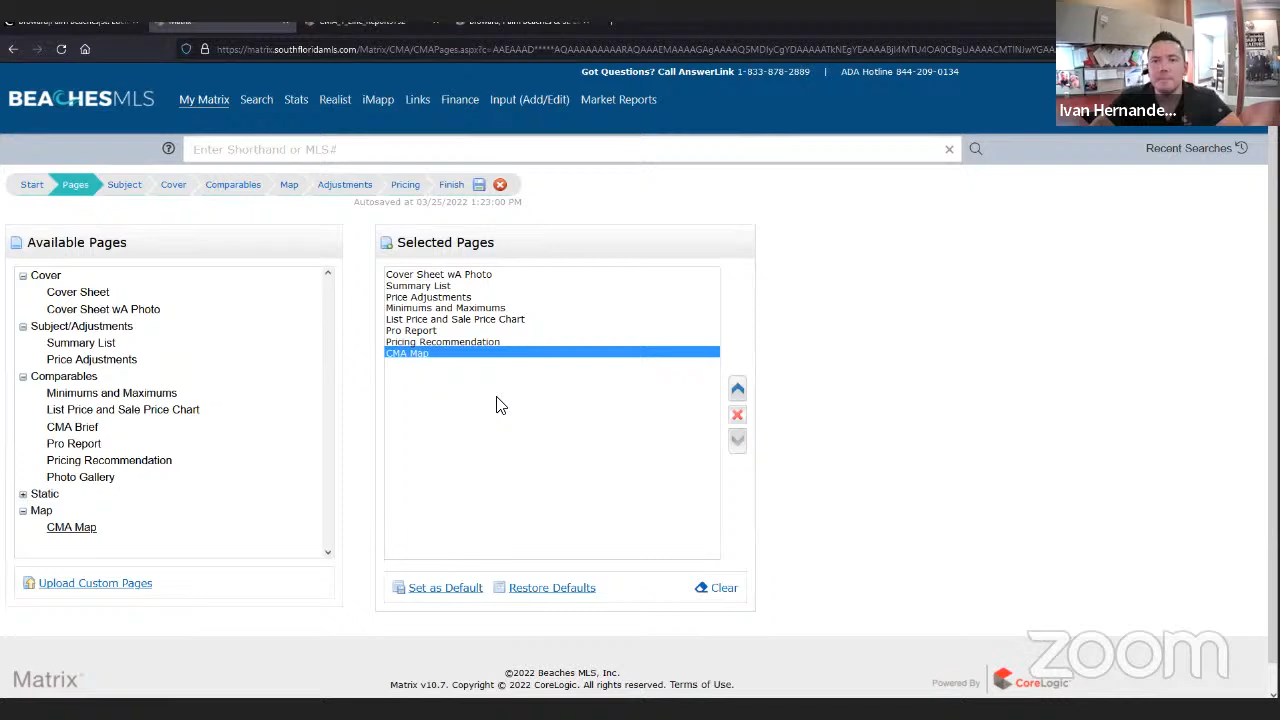 Matrix
https://matrix.southfloridamls.com/Matrix/CMA/CMAPages.aspx?c=
Got Questions? Call AnswerLink 1-833-878-2889 | ADA Hotline 844-209-0134
BEACHESMLS
My Matrix Search Stats Realist iMapp Links Finance Input (Add/Edit) Market Reports
Ivan Hernande...
Enter Shorthand or MLS#
Recent Searches
Start Pages Subject Cover Comparables Map Adjustments Pricing Finish
Autosaved at 03/25/2022 1:23:00 PM
Available Pages
Cover
Cover Sheet
Cover Sheet wA Photo
Subject/Adjustments
Summary List
Price Adjustments
Comparables
Minimums and Maximums
List Price and Sale Price Chart
CMA Brief
Pro Report
Pricing Recommendation
Photo Gallery
Static
Map
CMA Map
Upload Custom Pages
Selected Pages
Cover Sheet wA Photo
Summary List
Price Adjustments
Minimums and Maximums
List Price and Sale Price Chart
Pro Report
Pricing Recommendation
CMA Map
Set as Default Restore Defaults Clear
zoom
Matrix
©2022 Beaches MLS, Inc.
Matrix v10.7. Copyright © 2022 CoreLogic. All rights reserved. Terms of Use.
Powered By CoreLogic